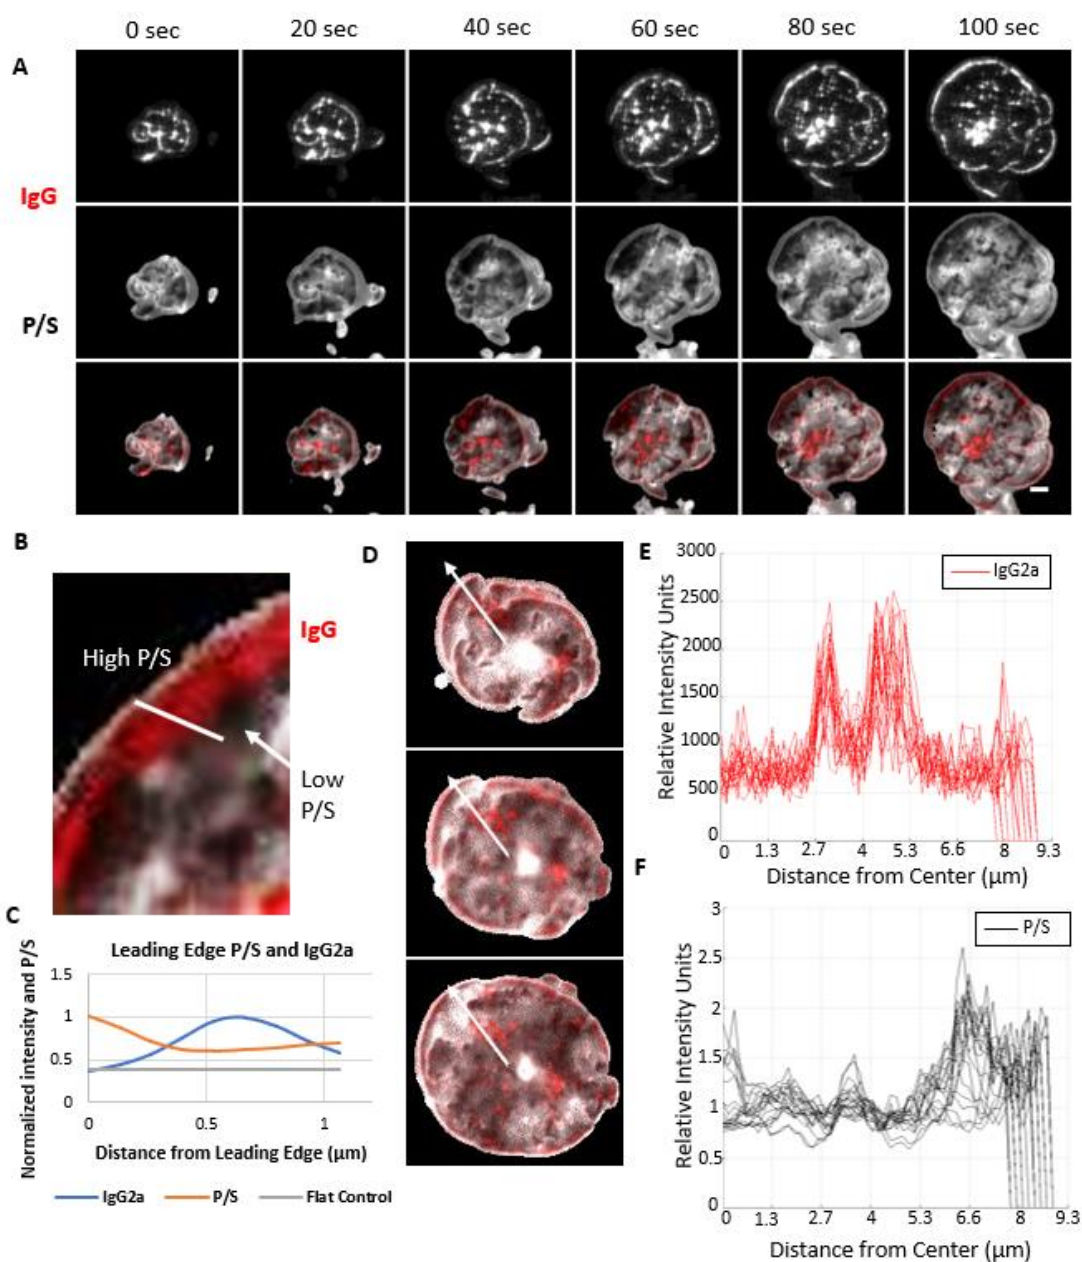 0 sec 20 sec 40 sec 60 sec 80 sec 100 sec
A
IgG
P/S
B
High P/S
IgG
Low
P/S
C
Leading Edge P/S and IgG2a
Normalized intensity and P/S
1.5
1
0.5
0
0 0.5 1
Distance from Leading Edge (µm)
IgG2a P/S Flat Control
D
E
Relative Intensity Units
3000
2500
2000
1500
1000
500
0
IgG2a
0 1.3 2.7 4 5.3 6.6 8 9.3
Distance from Center (µm)
F
Relative Intensity Units
3
2.5
2
1.5
1
0.5
0
P/S
0 1.3 2.7 4 5.3 6.6 8 9.3
Distance from Center (µm)